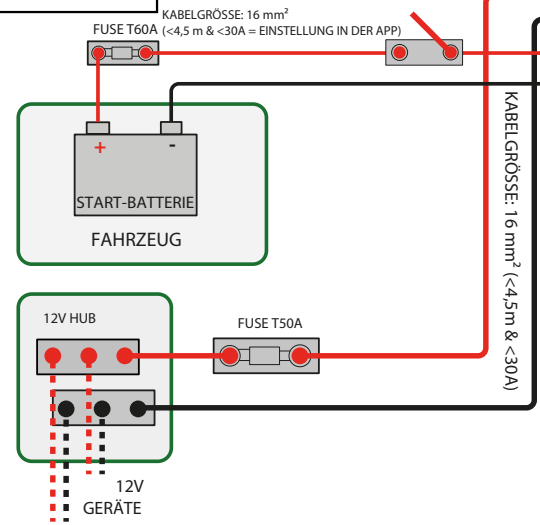 KABELGRÖSSE: 16 mm²
FUSE T60A (<4,5 m & <30A = EINSTELLUNG IN DER APP)
+ -
START-BATTERIE
FAHRZEUG
KABELGRÖSSE: 16 mm² (<4,5m & <30A)
12V HUB
FUSE T50A
12V
GERÄTE